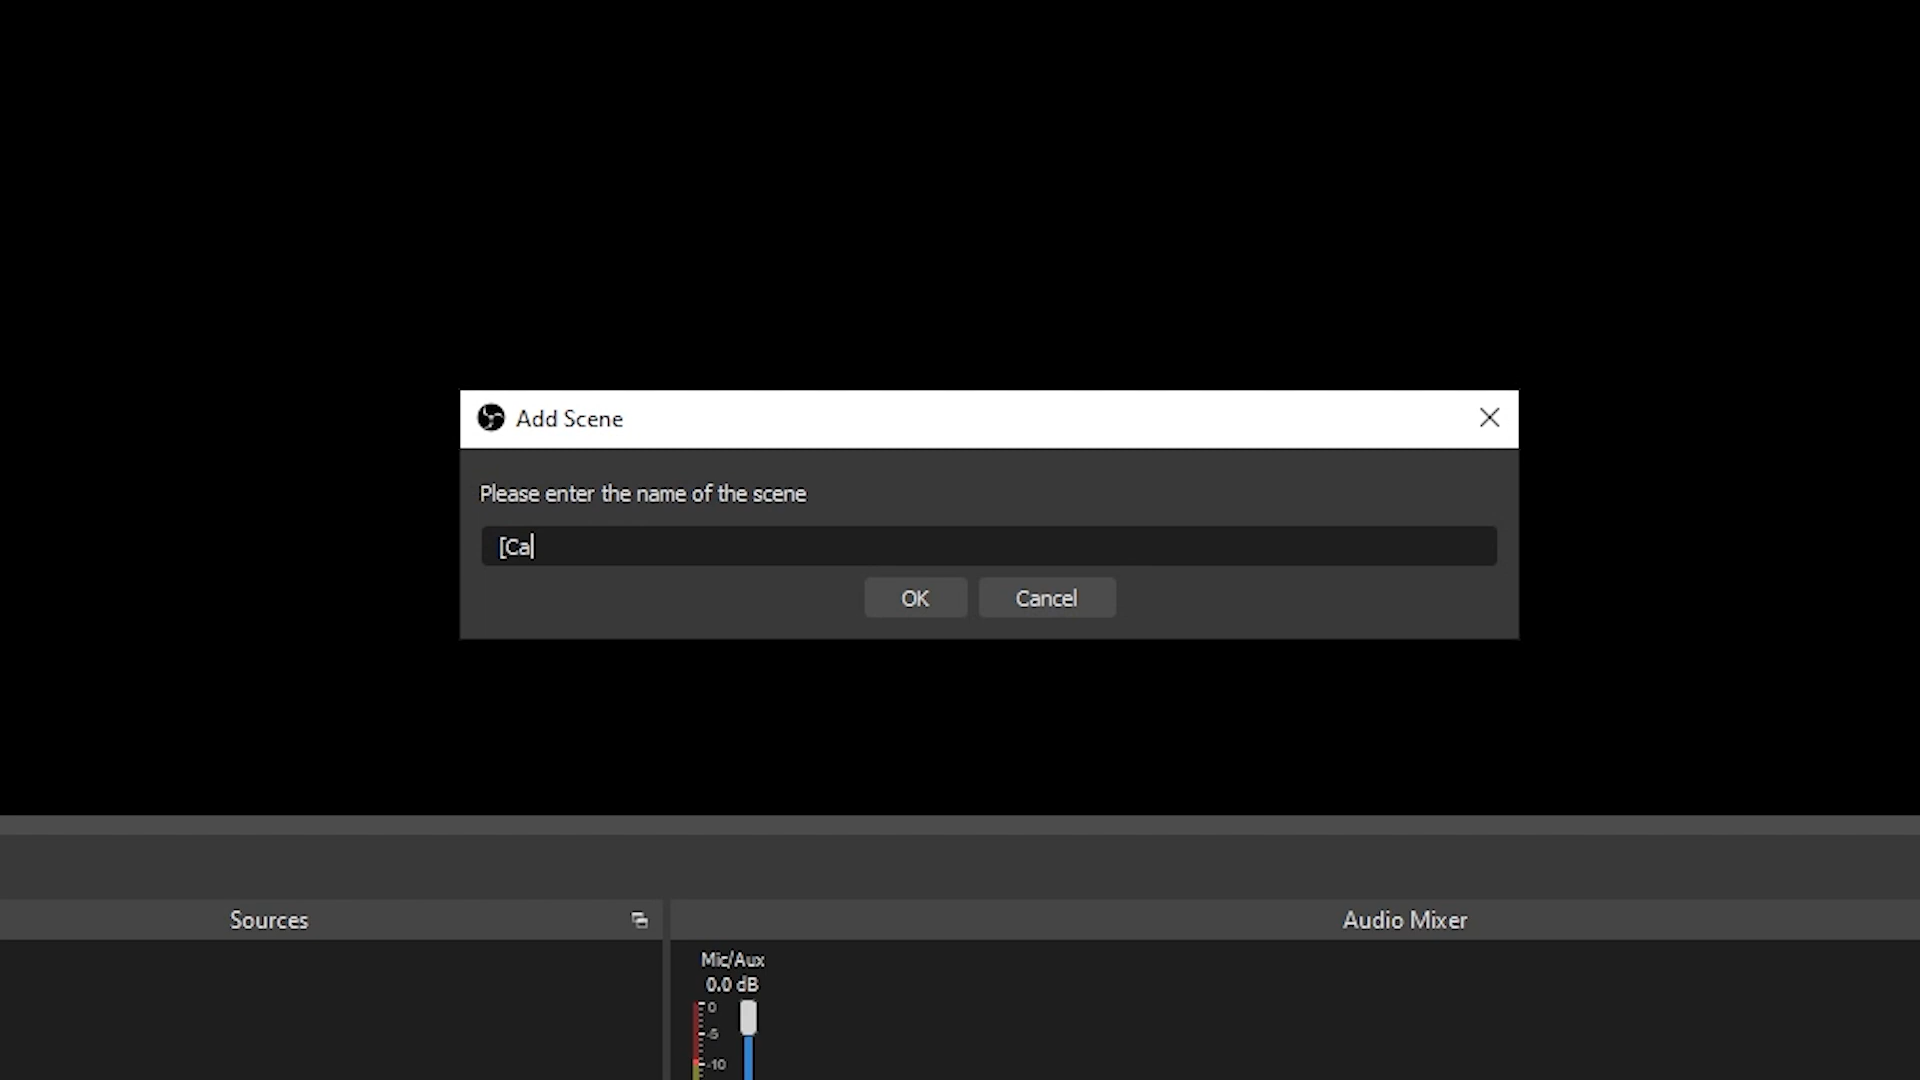 Add Scene
Please enter the name of the scene
[Ca
OK
Cancel
Sources
Audio Mixer
Mic/Aux
0.0 dB
0
-5
-10